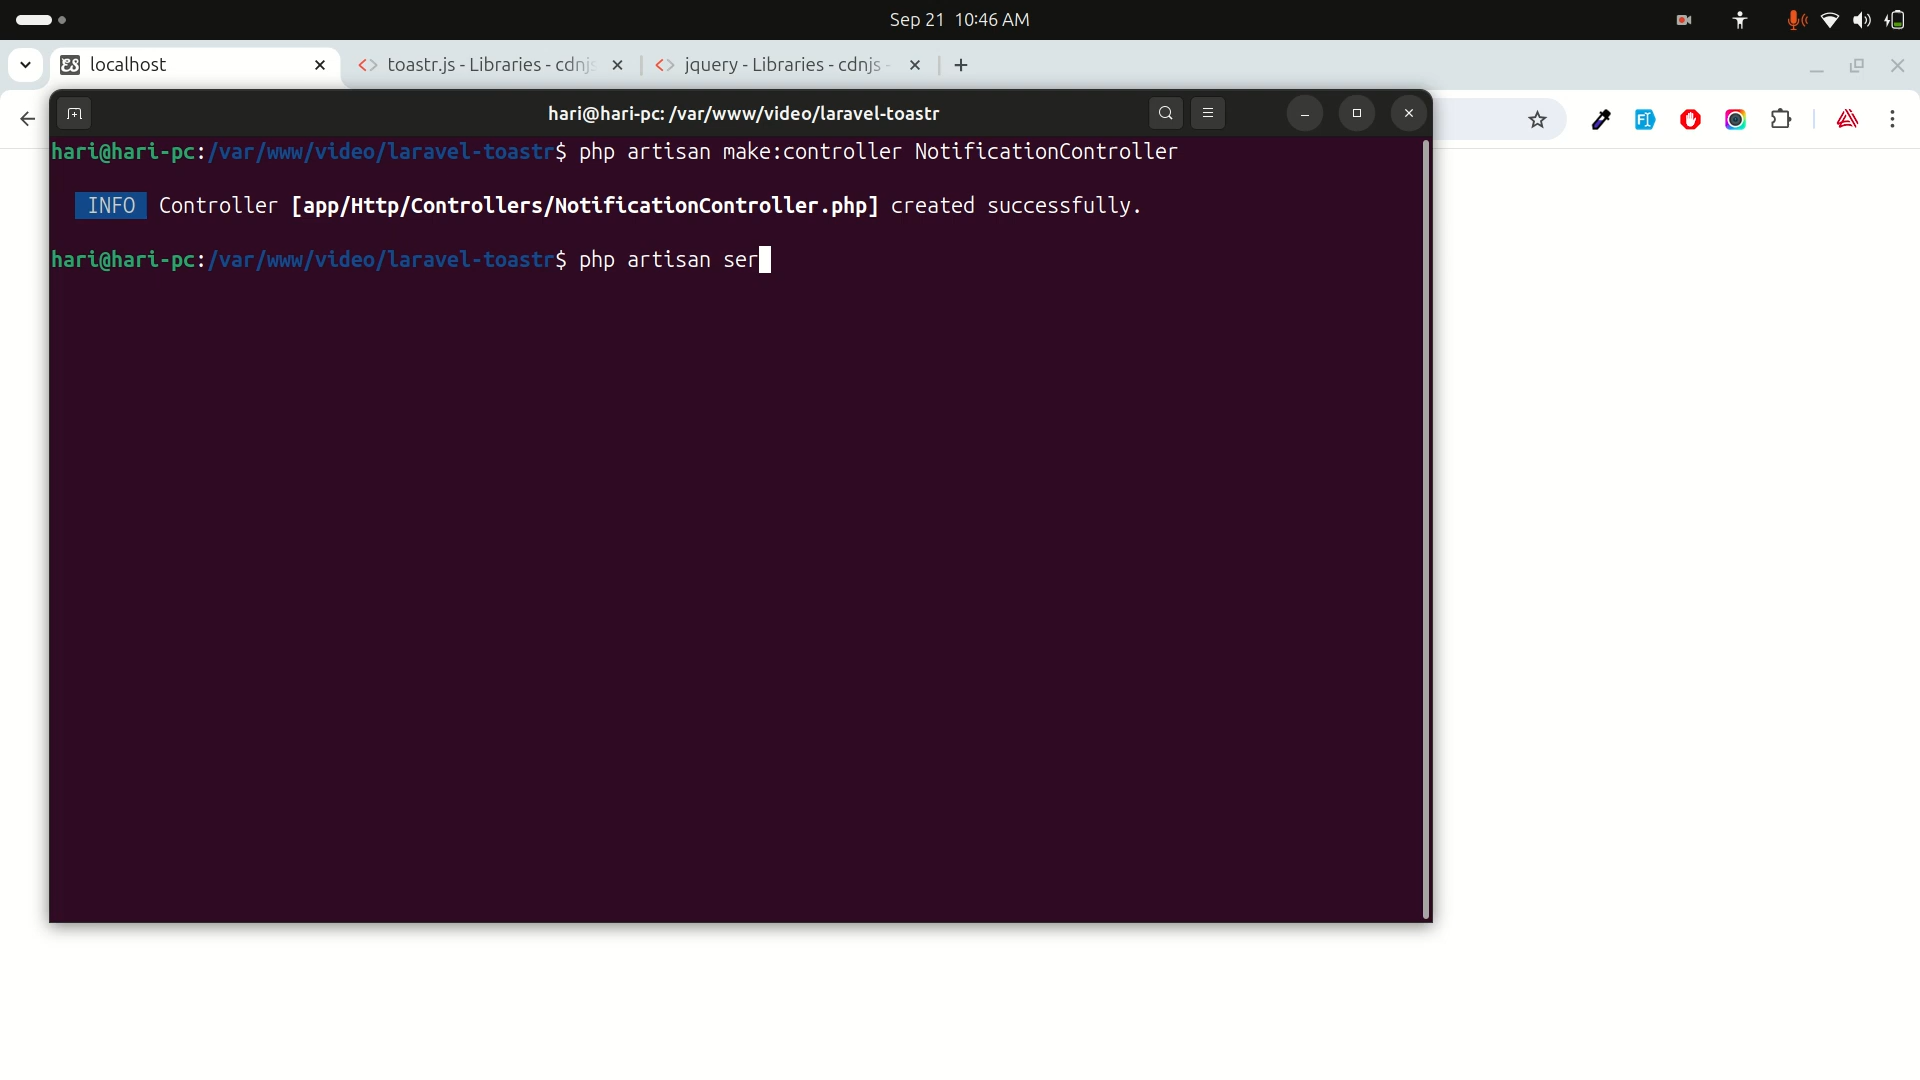 Sep 21 10:46 AM
localhost
toastr.js - Libraries - cdnjs
jquery - Libraries - cdnjs -
hari@hari-pc: /var/www/video/laravel-toastr
hari@hari-pc:/var/www/video/laravel-toastr$ php artisan make:controller NotificationController
INFO Controller [app/Http/Controllers/NotificationController.php] created successfully.
hari@hari-pc:/var/www/video/laravel-toastr$ php artisan ser